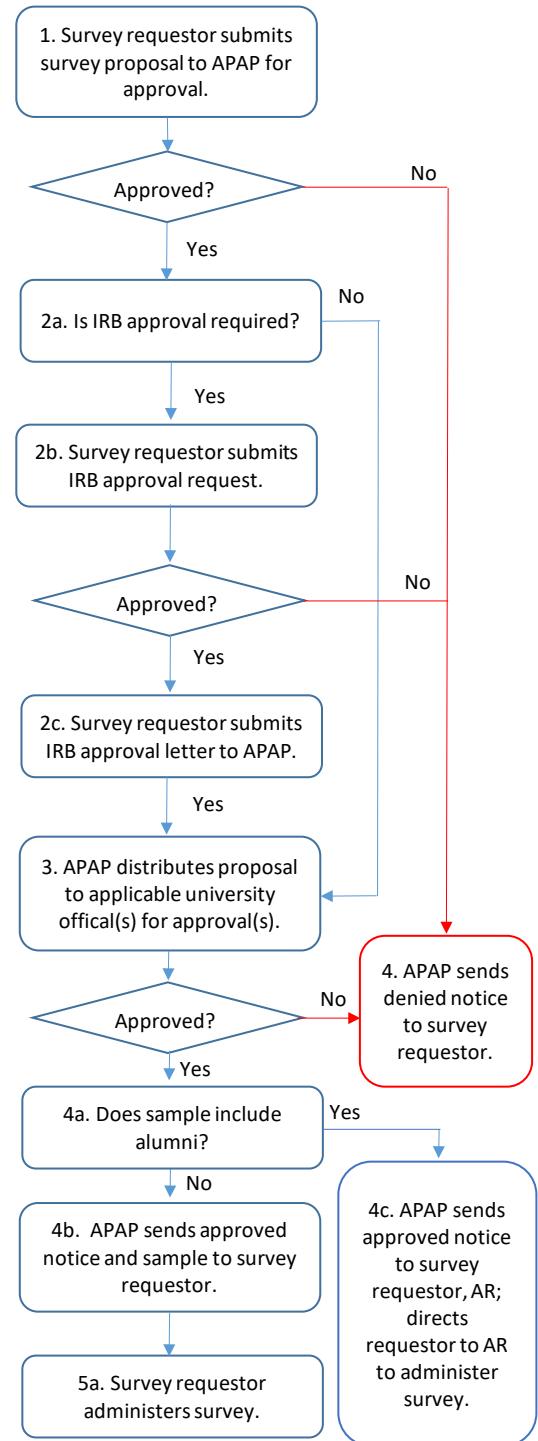 1. Survey requestor submits
survey proposal to APAP for
approval.
Approved?
No
Yes
2a. Is IRB approval required?
No
Yes
2b. Survey requestor submits
IRB approval request.
Approved?
No
Yes
2c. Survey requestor submits
IRB approval letter to APAP.
Yes
3. APAP distributes proposal
to applicable university
offical(s) for approval(s).
Approved?
No
4. APAP sends
denied notice
to survey
requestor.
Yes
4a. Does sample include
alumni?
Yes
No
4b. APAP sends approved
notice and sample to survey
requestor.
4c. APAP sends
approved notice
to survey
requestor, AR;
directs
requestor to AR
to administer
survey.
5a. Survey requestor
administers survey.